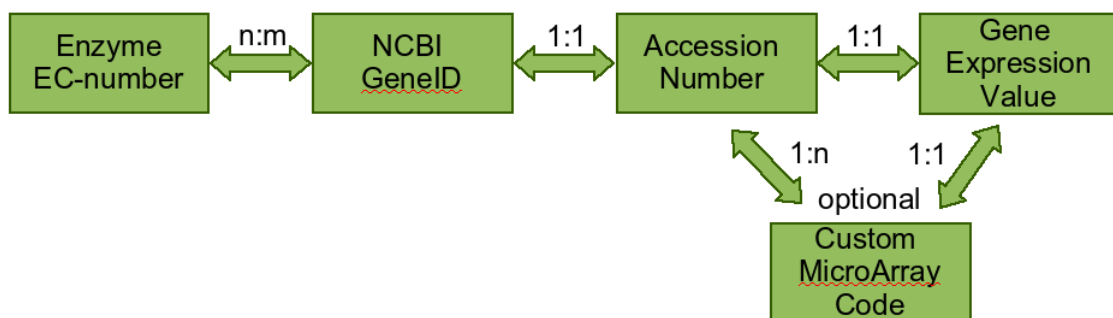 Enzyme
EC-number
n:m
NCBI
GeneID
1:1
Accession
Number
1:1
Gene
Expression
Value
1:n
1:1
optional
Custom
MicroArray
Code